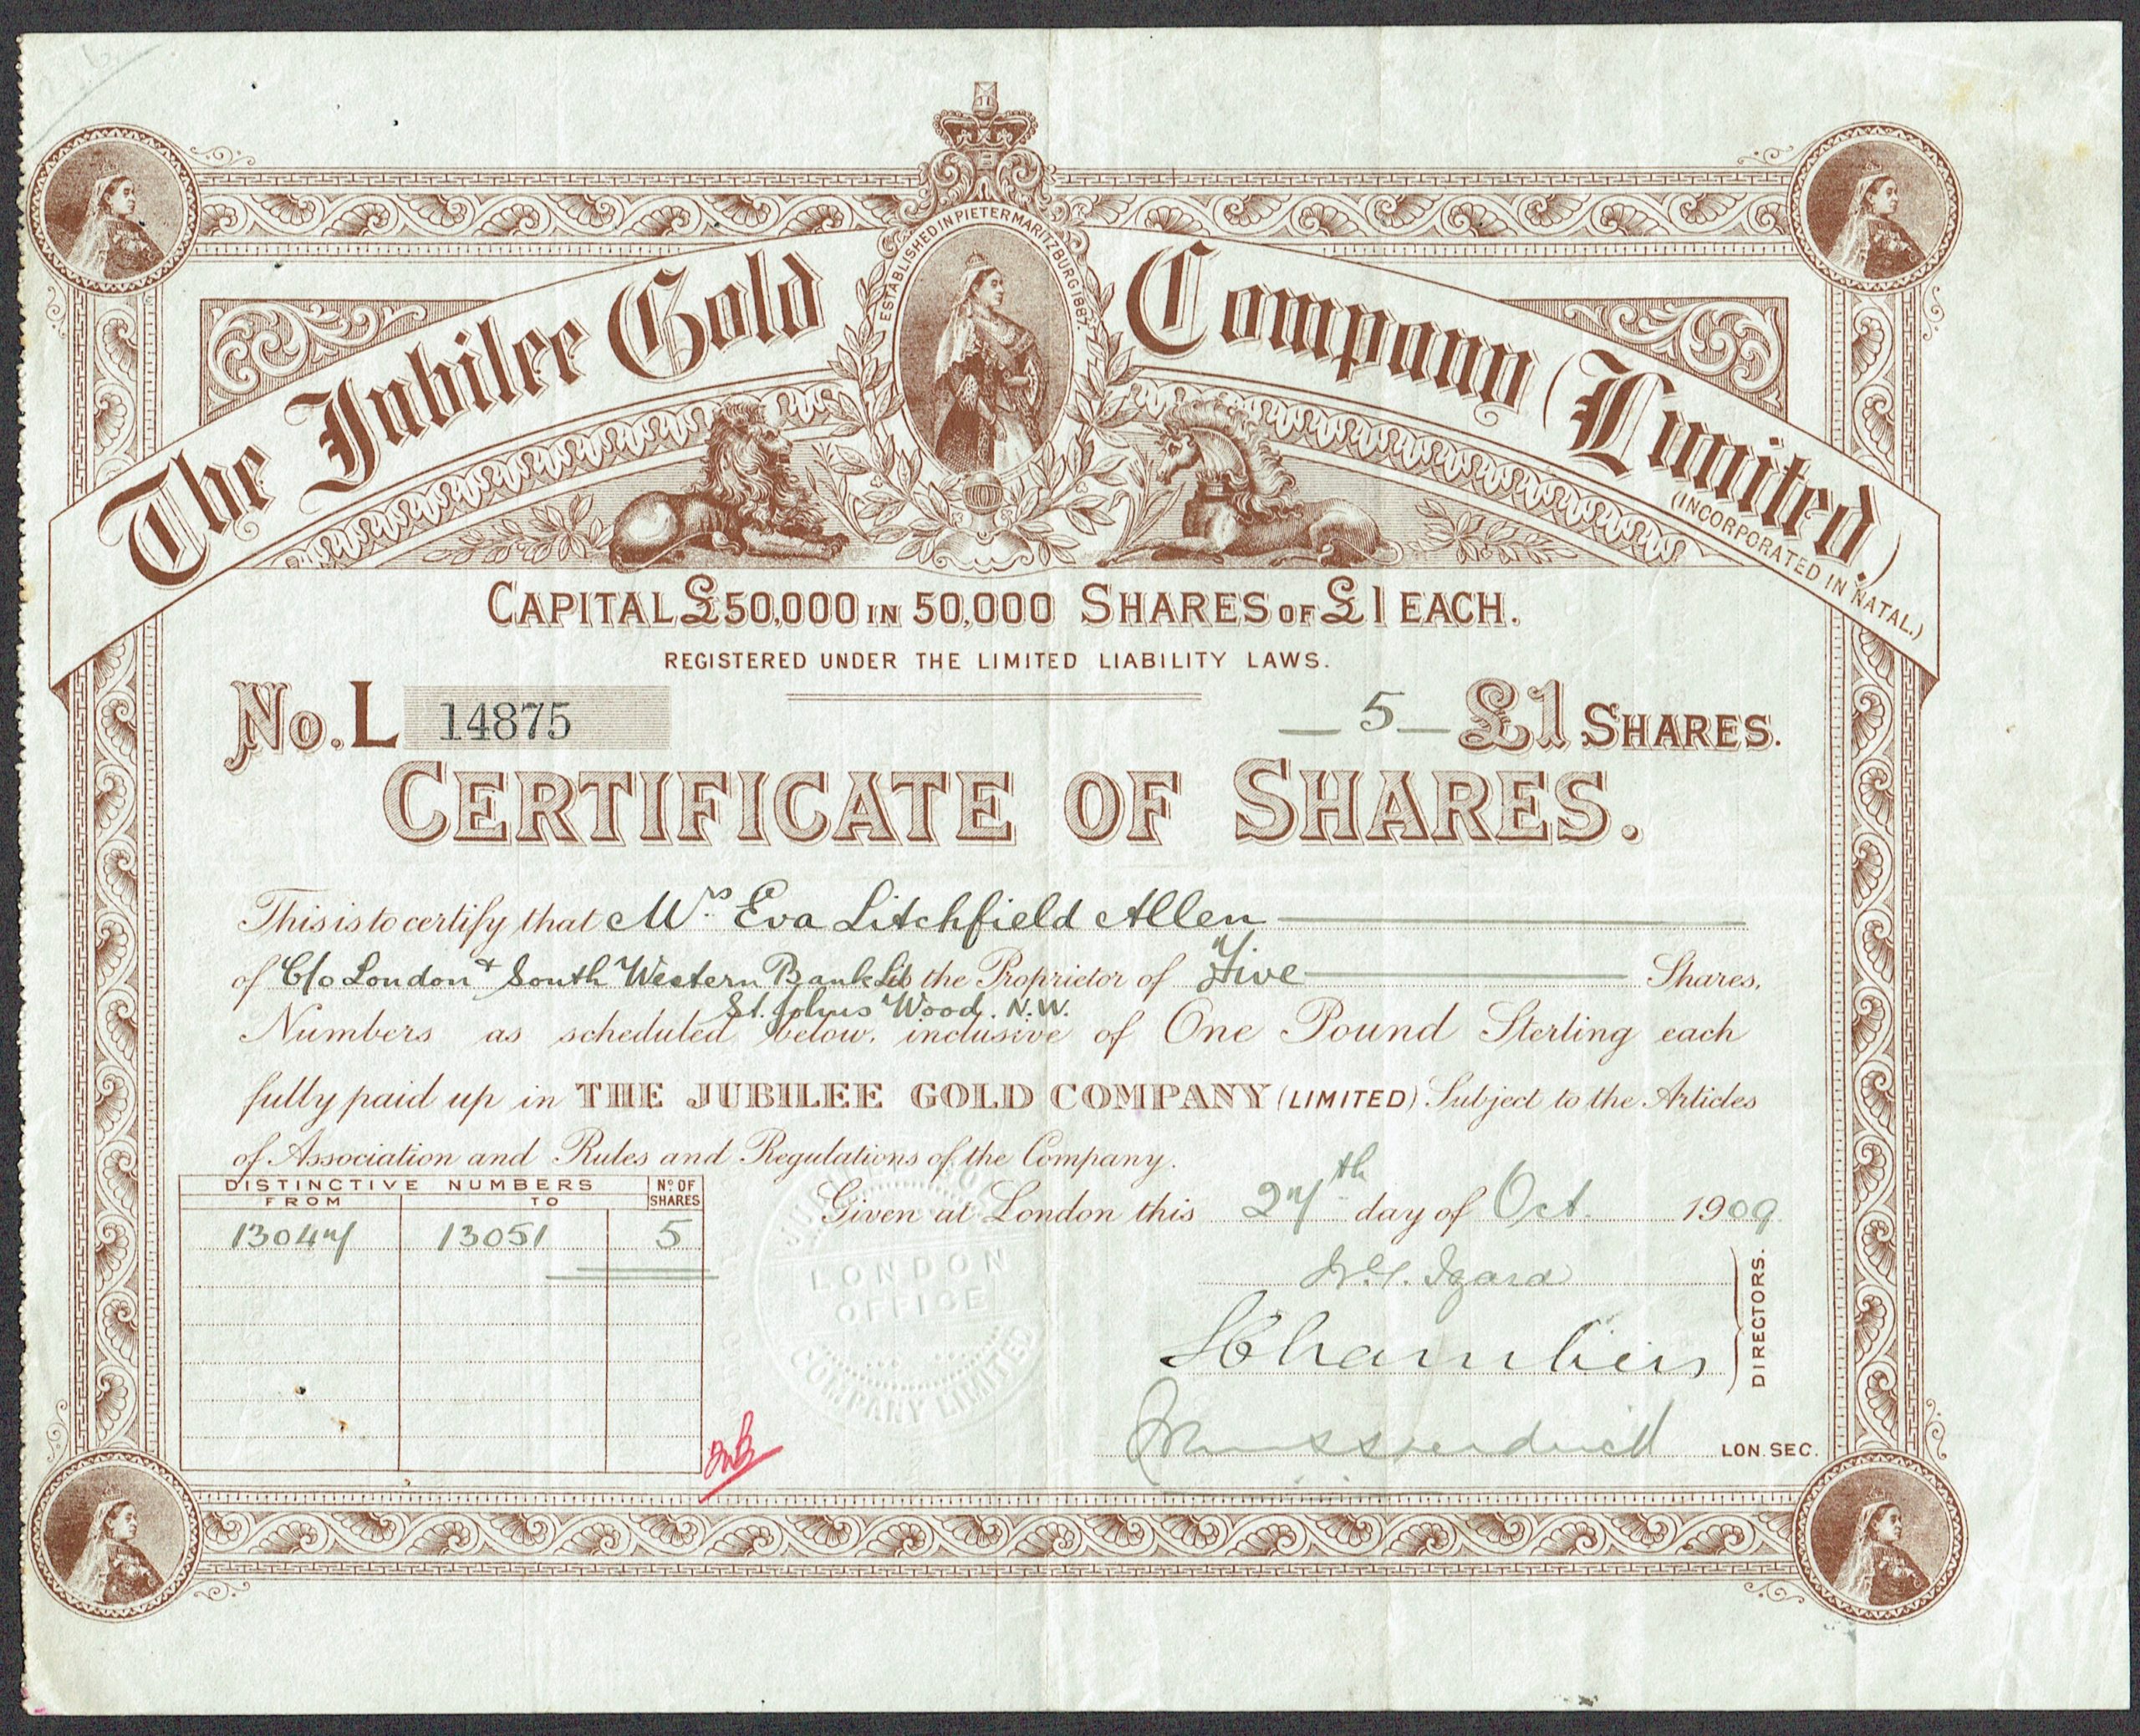 ESTABLISHED IN PIETERMARITZBURG 1887.
The Jubilee Gold Company (Limited.)
(INCORPORATED IN NATAL.)
CAPITAL £50,000 IN 50,000 SHARES OF £1 EACH.
REGISTERED UNDER THE LIMITED LIABILITY LAWS.
No. L 14875
5 £1 SHARES.
CERTIFICATE OF SHARES.
This is to certify that Mrs. Eva Litchfield Allen
of C/o London & South Western Bank Ld is the Proprietor of Five Shares,
St. Johns Wood. N.W.
Numbers as scheduled below, inclusive of One Pound Sterling each
fully paid up in THE JUBILEE GOLD COMPANY (LIMITED) Subject to the Articles
of Association and Rules and Regulations of the Company.
DISTINCTIVE NUMBERS Nº OF
FROM TO SHARES
13047 13051 5
Given at London this 27th day of Oct. 1909
Izard
Chambers
DIRECTORS.
LON. SEC.
JUBILEE GOLD
LONDON
OFFICE
COMPANY LIMITED